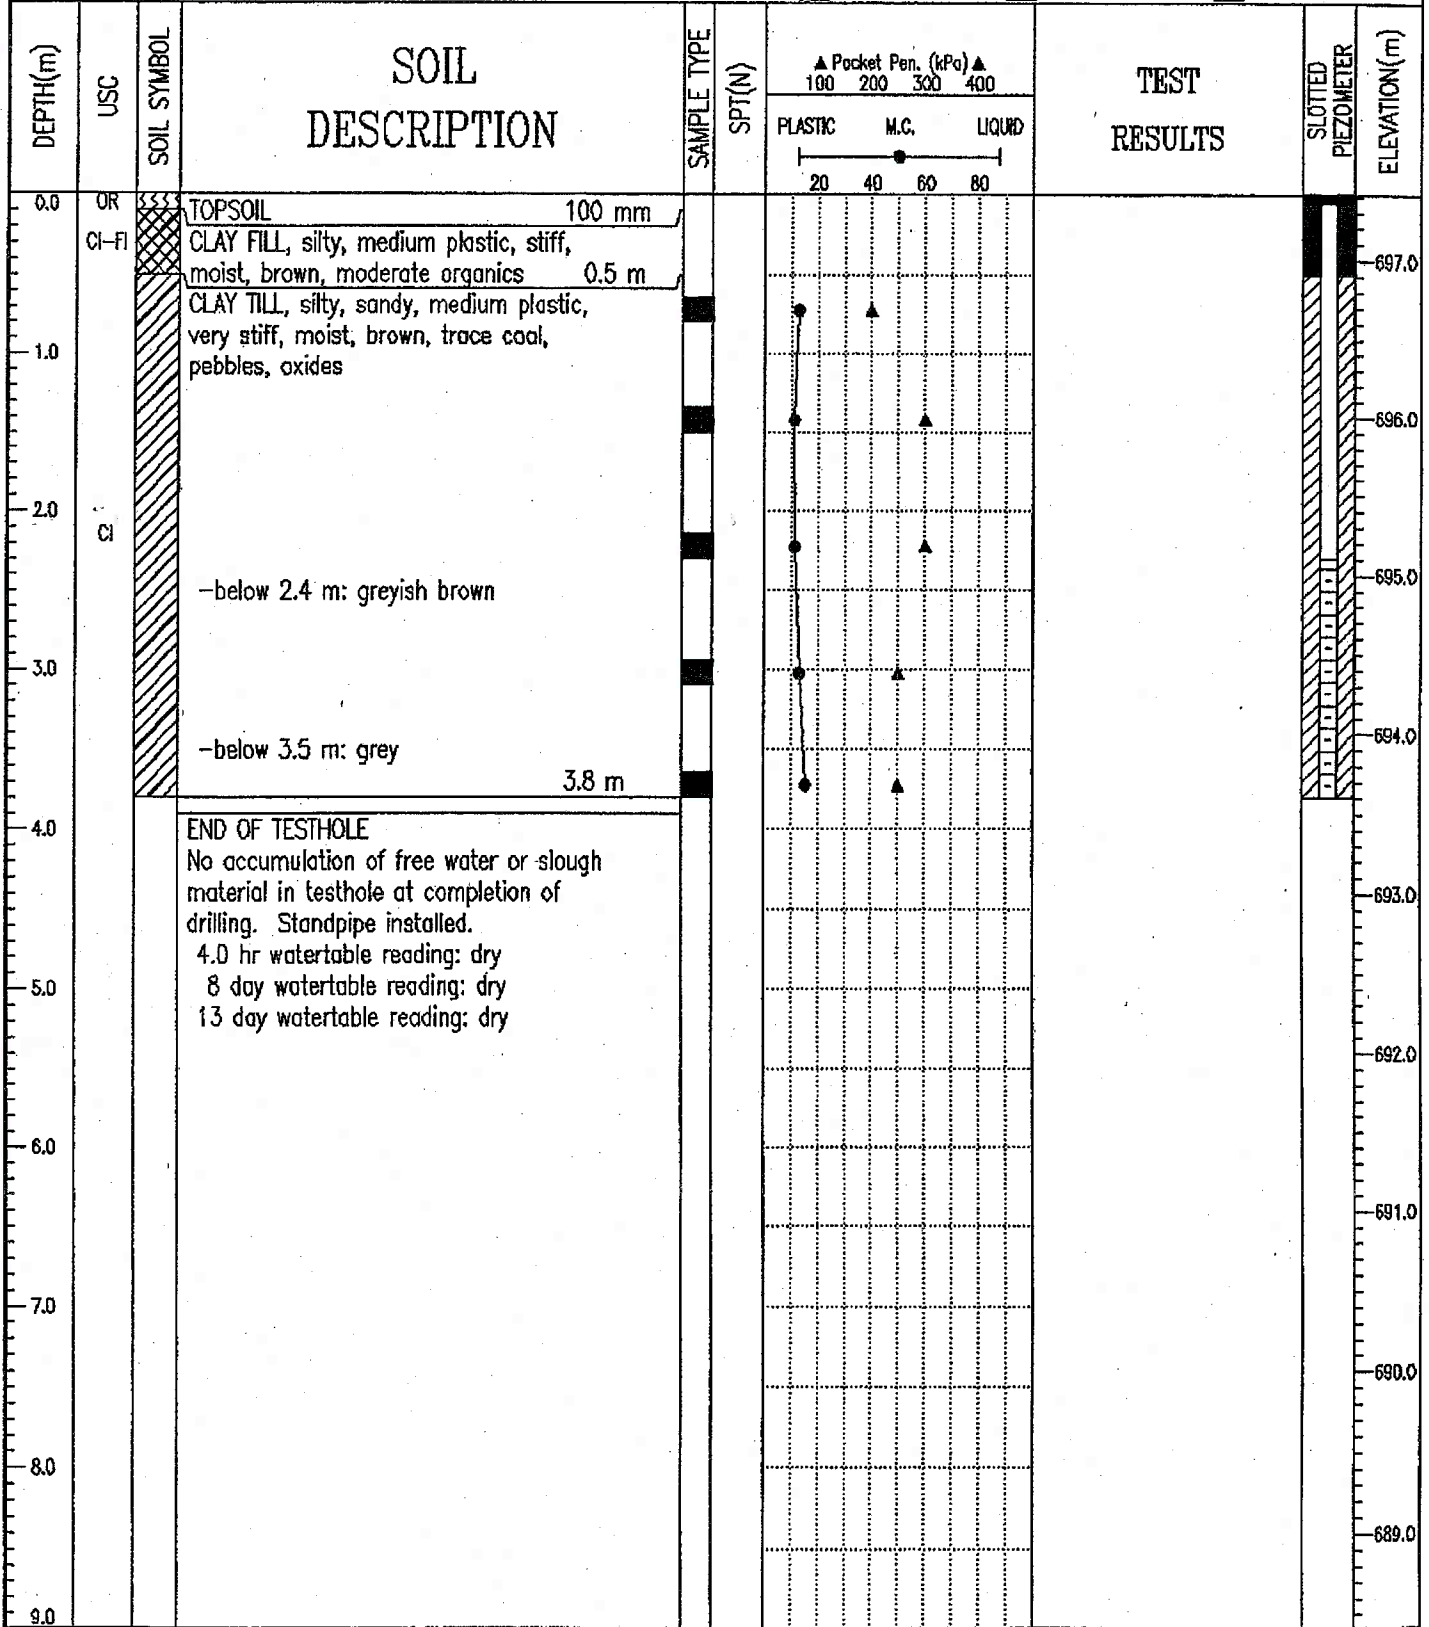 DEPTH(m)
USC
SOIL SYMBOL
SOIL
DESCRIPTION
SAMPLE TYPE
SPT(N)
▲ Pocket Pen. (kPa) ▲
100 200 300 400
PLASTIC M.C. LIQUID
20 40 60 80
TEST
RESULTS
SLOTTED
PIEZOMETER
ELEVATION(m)
0.0
OR
TOPSOIL 100 mm
CI-FI
CLAY FILL, silty, medium plastic, stiff,
moist, brown, moderate organics 0.5 m
CLAY TILL, silty, sandy, medium plastic,
very stiff, moist, brown, trace coal,
pebbles, oxides
1.0
2.0
CI
-below 2.4 m: greyish brown
3.0
-below 3.5 m: grey
3.8 m
4.0
END OF TESTHOLE
No accumulation of free water or slough
material in testhole at completion of
drilling. Standpipe installed.
4.0 hr watertable reading: dry
8 day watertable reading: dry
13 day watertable reading: dry
5.0
6.0
7.0
8.0
9.0
697.0
696.0
695.0
694.0
693.0
692.0
691.0
690.0
689.0